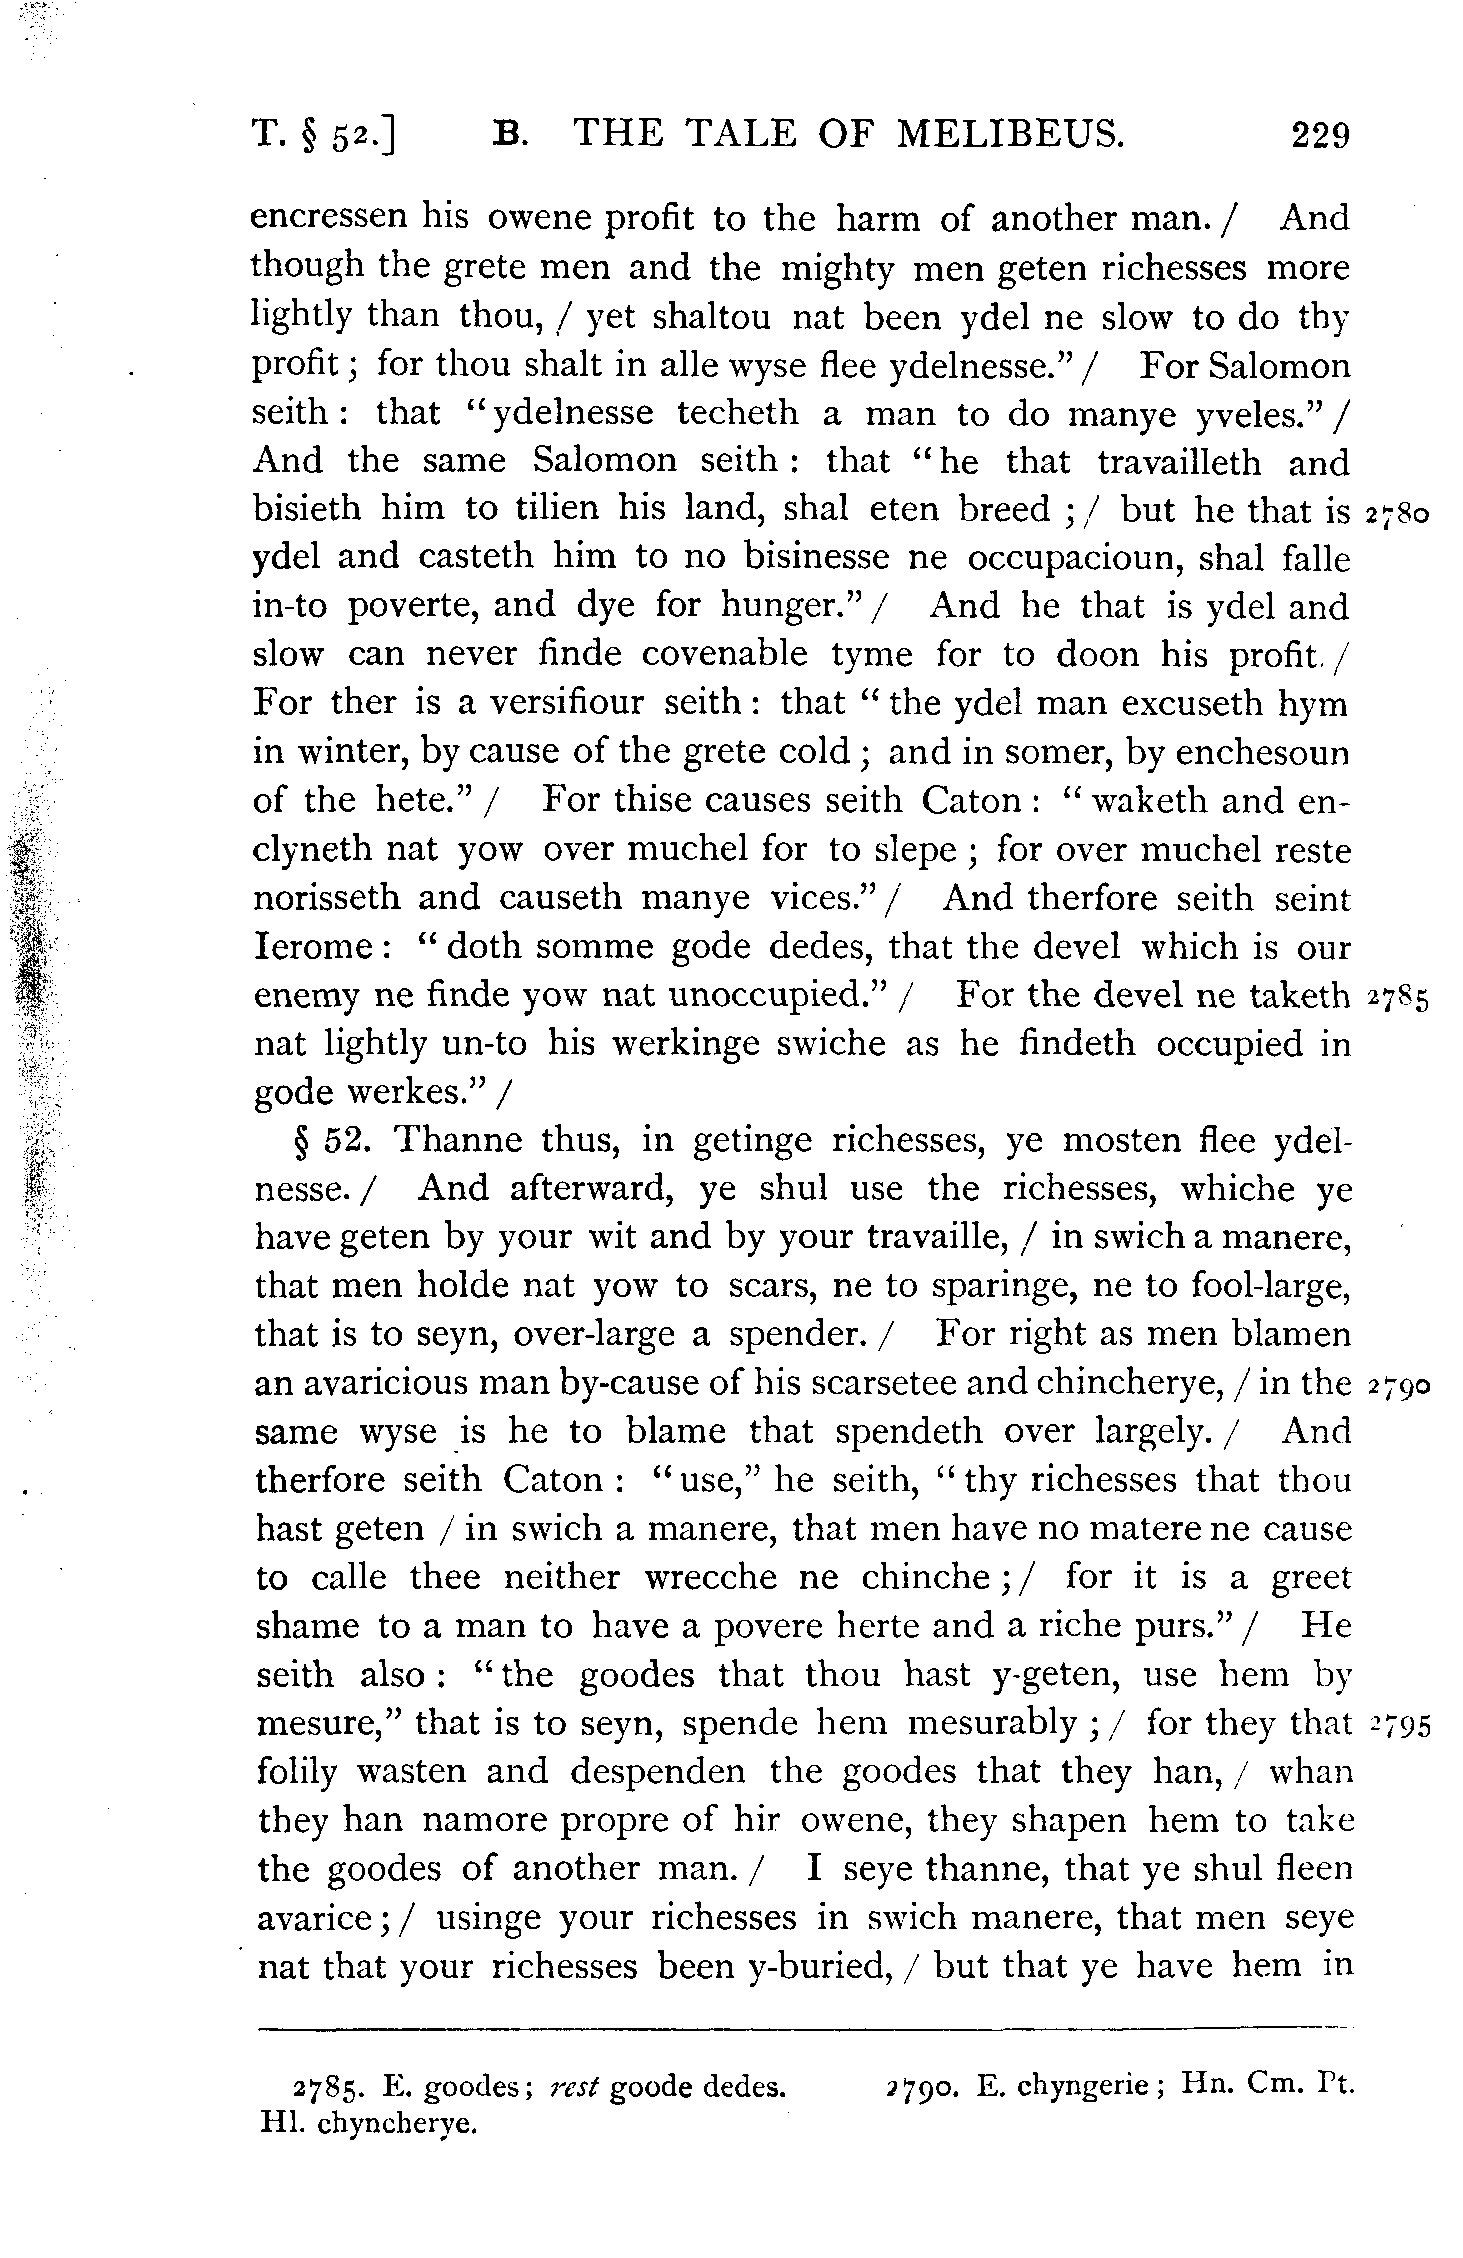 T. § 52.] B. THE TALE OF MELIBEUS. 229
encressen his owene profit to the harm of another man. / And
though the grete men and the mighty men geten richesses more
lightly than thou, / yet shaltou nat been ydel ne slow to do thy
profit ; for thou shalt in alle wyse flee ydelnesse.” / For Salomon
seith : that “ydelnesse techeth a man to do manye yveles.” /
And the same Salomon seith : that “he that travailleth and
bisieth him to tilien his land, shal eten breed ; / but he that is 2780
ydel and casteth him to no bisinesse ne occupacioun, shal falle
in-to poverte, and dye for hunger.” / And he that is ydel and
slow can never finde covenable tyme for to doon his profit. /
For ther is a versifiour seith : that “the ydel man excuseth hym
in winter, by cause of the grete cold ; and in somer, by enchesoun
of the hete.” / For thise causes seith Caton : “waketh and en-
clyneth nat yow over muchel for to slepe ; for over muchel reste
norisseth and causeth manye vices.” / And therfore seith seint
Ierome : “doth somme gode dedes, that the devel which is our
enemy ne finde yow nat unoccupied.” / For the devel ne taketh 2785
nat lightly un-to his werkinge swiche as he findeth occupied in
gode werkes.” /
§ 52. Thanne thus, in getinge richesses, ye mosten flee ydel-
nesse. / And afterward, ye shul use the richesses, whiche ye
have geten by your wit and by your travaille, / in swich a manere,
that men holde nat yow to scars, ne to sparinge, ne to fool-large,
that is to seyn, over-large a spender. / For right as men blamen
an avaricious man by-cause of his scarsetee and chincherye, / in the 2790
same wyse is he to blame that spendeth over largely. / And
therfore seith Caton : “use,” he seith, “thy richesses that thou
hast geten / in swich a manere, that men have no matere ne cause
to calle thee neither wrecche ne chinche ; / for it is a greet
shame to a man to have a povere herte and a riche purs.” / He
seith also : “the goodes that thou hast y-geten, use hem by
mesure,” that is to seyn, spende hem mesurably ; / for they that 2795
folily wasten and despenden the goodes that they han, / whan
they han namore propre of hir owene, they shapen hem to take
the goodes of another man. / I seye thanne, that ye shul fleen
avarice ; / usinge your richesses in swich manere, that men seye
nat that your richesses been y-buried, / but that ye have hem in
2785. E. goodes; rest goode dedes. 2790. E. chyngerie; Hn. Cm. Pt.
Hl. chyncherye.